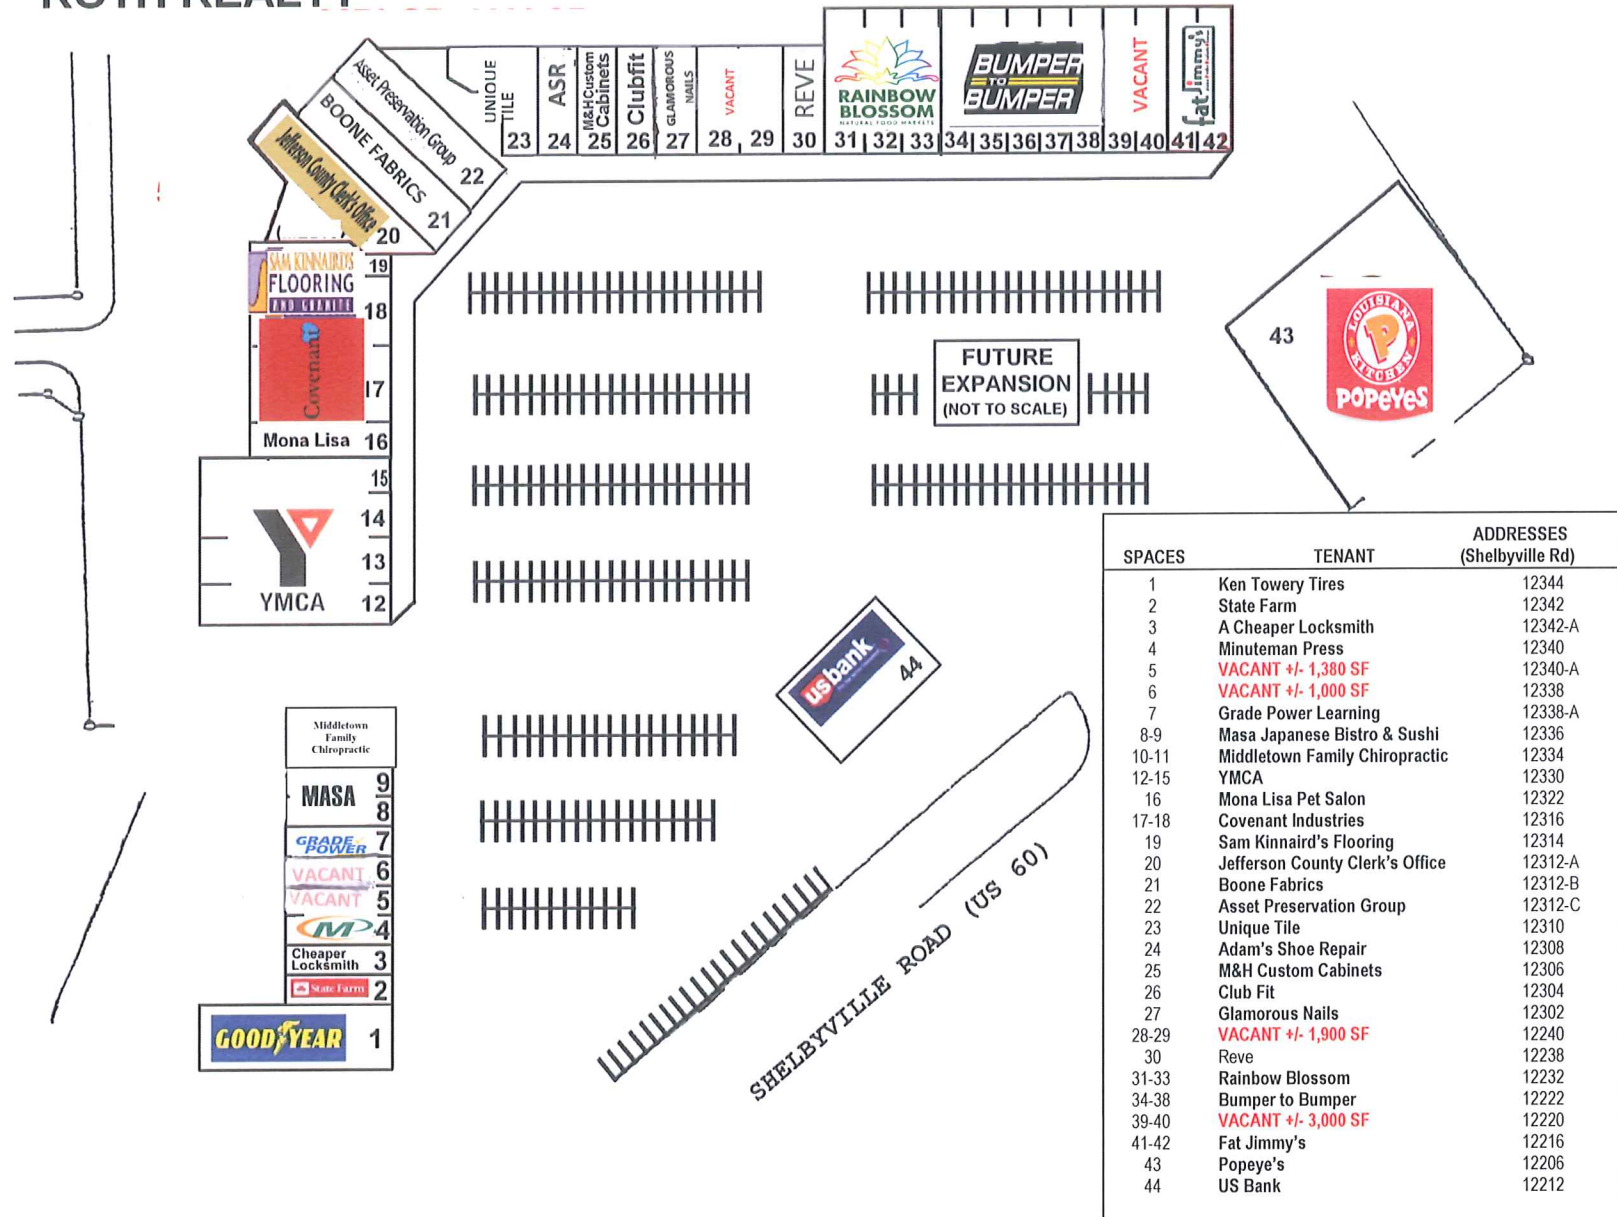 UNIQUE
TILE
23
ASR
24
M&H Custom
Cabinets
25
Clubfit
26
GLAMOROUS
NAILS
27
VACANT
28, 29
REVE
30
RAINBOW
BLOSSOM
NATURAL FOOD MARKETS
31 32 33
BUMPER
TO
BUMPER
34 35 36 37 38
VACANT
39 40
fat Jimmy's
41 42
Asset Preservation Group
22
BOONE FABRICS
21
Jefferson County Clerk's Office
20
SAM KINNAIRD'S
FLOORING
AND GRANITE
19
18
Covenant
17
Mona Lisa 16
15
14
13
YMCA 12
FUTURE
EXPANSION
(NOT TO SCALE)
43
LOUISIANA
KITCHEN
POPEYES
usbank
44
Middletown
Family
Chiropractic
MASA
9
8
GRADE
POWER 7
VACANT 6
VACANT 5
4
Cheaper
Locksmith 3
State Farm 2
GOODYEAR 1
SHELBYVILLE ROAD (US 60)
SPACES TENANT ADDRESSES
(Shelbyville Rd)
1 Ken Towery Tires 12344
2 State Farm 12342
3 A Cheaper Locksmith 12342-A
4 Minuteman Press 12340
5 VACANT +/- 1,380 SF 12340-A
6 VACANT +/- 1,000 SF 12338
7 Grade Power Learning 12338-A
8-9 Masa Japanese Bistro & Sushi 12336
10-11 Middletown Family Chiropractic 12334
12-15 YMCA 12330
16 Mona Lisa Pet Salon 12322
17-18 Covenant Industries 12316
19 Sam Kinnaird's Flooring 12314
20 Jefferson County Clerk's Office 12312-A
21 Boone Fabrics 12312-B
22 Asset Preservation Group 12312-C
23 Unique Tile 12310
24 Adam's Shoe Repair 12308
25 M&H Custom Cabinets 12306
26 Club Fit 12304
27 Glamorous Nails 12302
28-29 VACANT +/- 1,900 SF 12240
30 Reve 12238
31-33 Rainbow Blossom 12232
34-38 Bumper to Bumper 12222
39-40 VACANT +/- 3,000 SF 12220
41-42 Fat Jimmy's 12216
43 Popeye's 12206
44 US Bank 12212